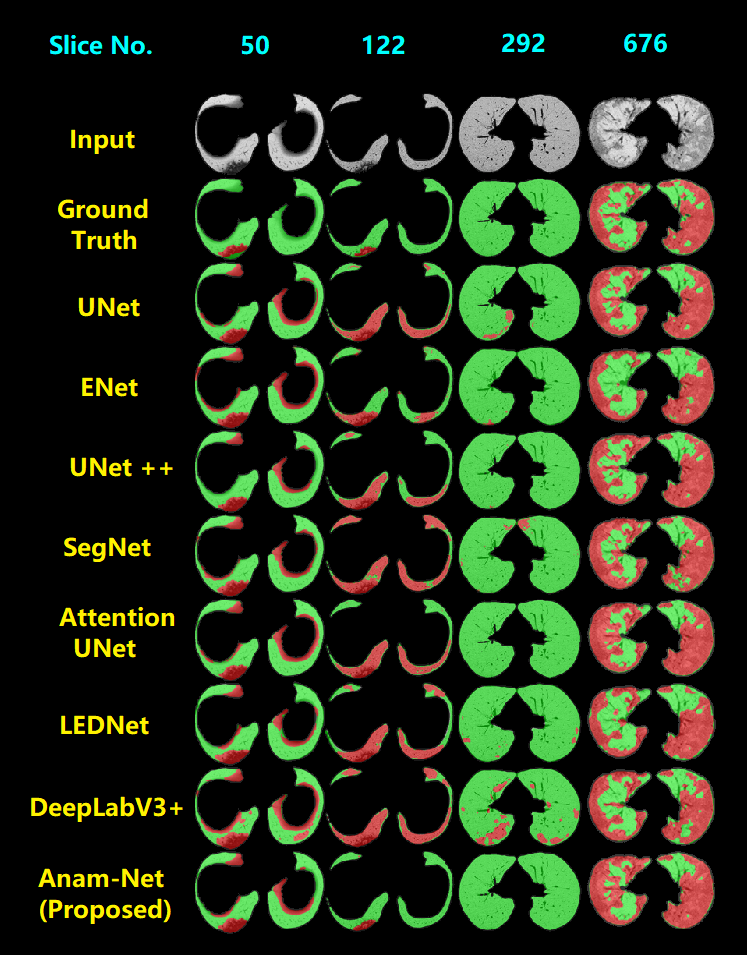 Slice No. 50 122 292 676
Input
Ground
Truth
UNet
ENet
UNet ++
SegNet
Attention
UNet
LEDNet
DeepLabV3+
Anam-Net
(Proposed)